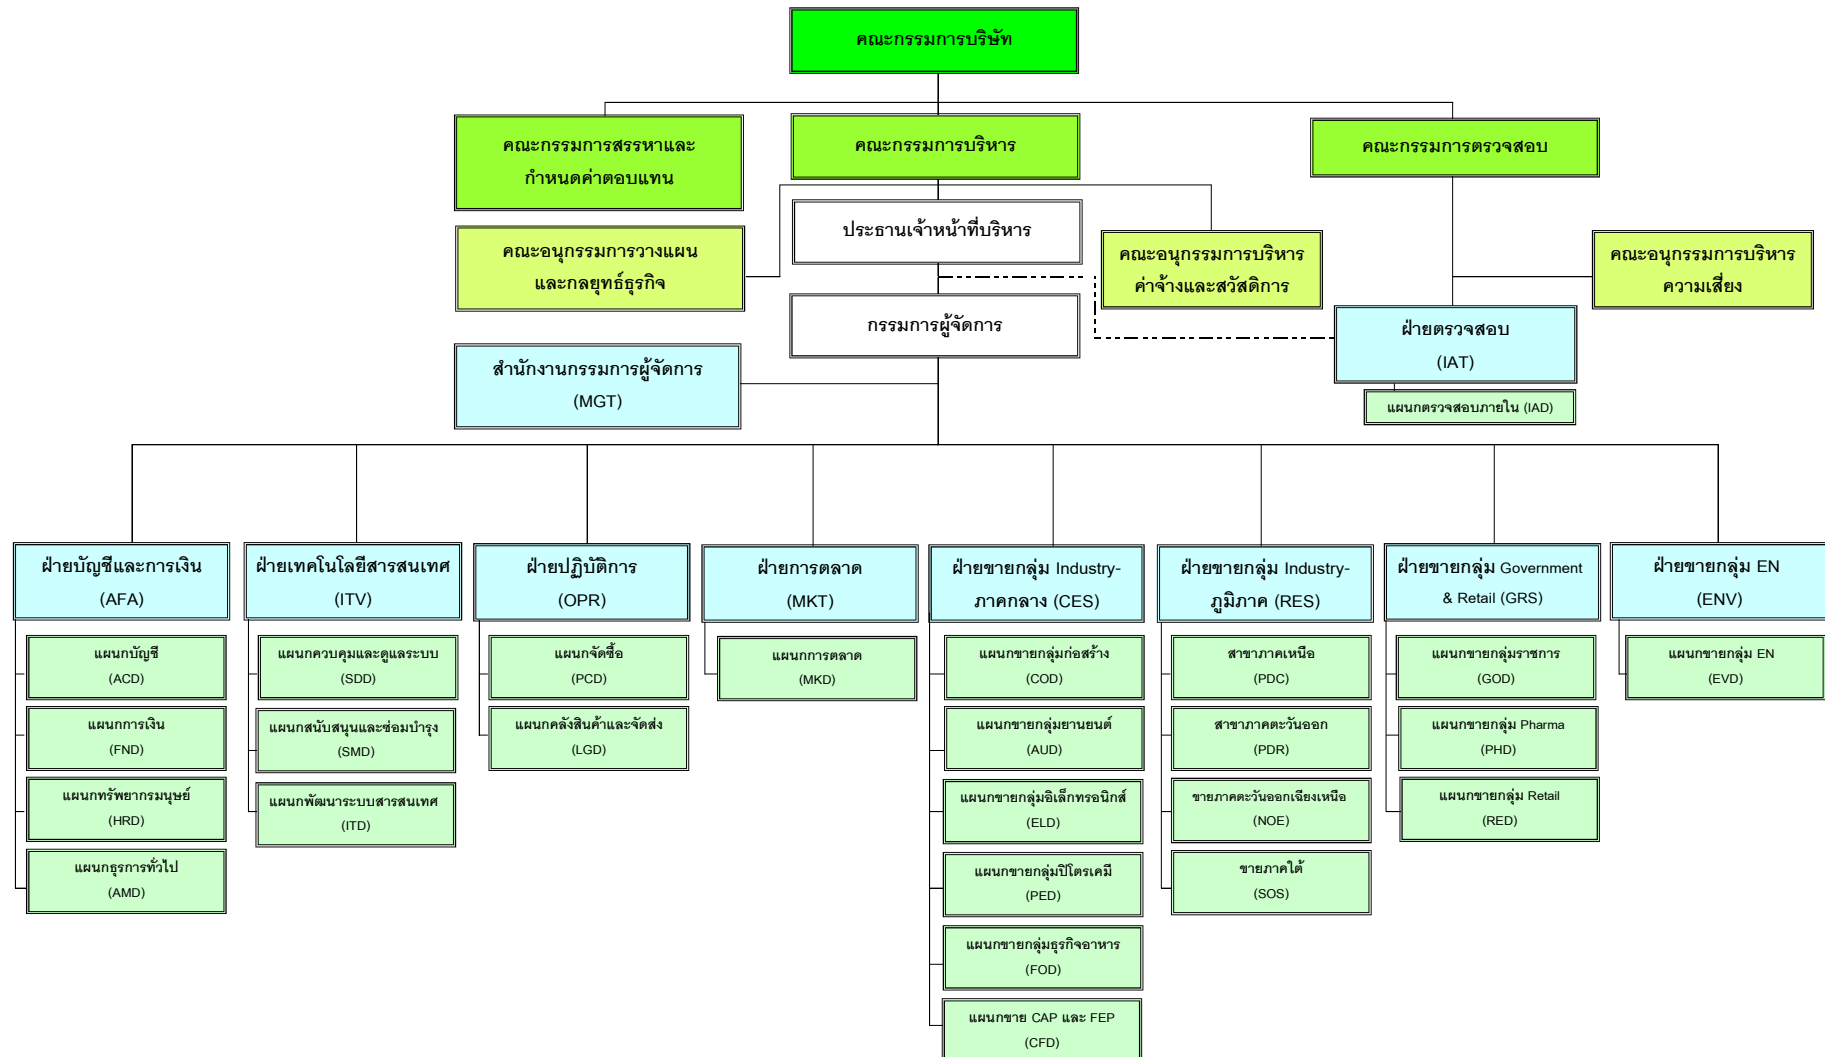 คณะกรรมการบริษัท
คณะกรรมการสรรหาและ
กำหนดค่าตอบแทน
คณะกรรมการบริหาร
คณะกรรมการตรวจสอบ
ประธานเจ้าหน้าที่บริหาร
คณะอนุกรรมการวางแผน
และกลยุทธ์ธุรกิจ
คณะอนุกรรมการบริหาร
ค่าจ้างและสวัสดิการ
คณะอนุกรรมการบริหาร
ความเสี่ยง
กรรมการผู้จัดการ
ฝ่ายตรวจสอบ
(IAT)
สำนักงานกรรมการผู้จัดการ
(MGT)
แผนกตรวจสอบภายใน (IAD)
ฝ่ายบัญชีและการเงิน
(AFA)
แผนกบัญชี
(ACD)
แผนกการเงิน
(FND)
แผนกทรัพยากรมนุษย์
(HRD)
แผนกธุรการทั่วไป
(AMD)
ฝ่ายเทคโนโลยีสารสนเทศ
(ITV)
แผนกควบคุมและดูแลระบบ
(SDD)
แผนกสนับสนุนและซ่อมบำรุง
(SMD)
แผนกพัฒนาระบบสารสนเทศ
(ITD)
ฝ่ายปฏิบัติการ
(OPR)
แผนกจัดซื้อ
(PCD)
แผนกคลังสินค้าและจัดส่ง
(LGD)
ฝ่ายการตลาด
(MKT)
แผนกการตลาด
(MKD)
ฝ่ายขายกลุ่ม Industry-
ภาคกลาง (CES)
แผนกขายกลุ่มก่อสร้าง
(COD)
แผนกขายกลุ่มยานยนต์
(AUD)
แผนกขายกลุ่มอิเล็กทรอนิกส์
(ELD)
แผนกขายกลุ่มปิโตรเคมี
(PED)
แผนกขายกลุ่มธุรกิจอาหาร
(FOD)
แผนกขาย CAP และ FEP
(CFD)
ฝ่ายขายกลุ่ม Industry-
ภูมิภาค (RES)
สาขาภาคเหนือ
(PDC)
สาขาภาคตะวันออก
(PDR)
ขายภาคตะวันออกเฉียงเหนือ
(NOE)
ขายภาคใต้
(SOS)
ฝ่ายขายกลุ่ม Government
& Retail (GRS)
แผนกขายกลุ่มราชการ
(GOD)
แผนกขายกลุ่ม Pharma
(PHD)
แผนกขายกลุ่ม Retail
(RED)
ฝ่ายขายกลุ่ม EN
(ENV)
แผนกขายกลุ่ม EN
(EVD)